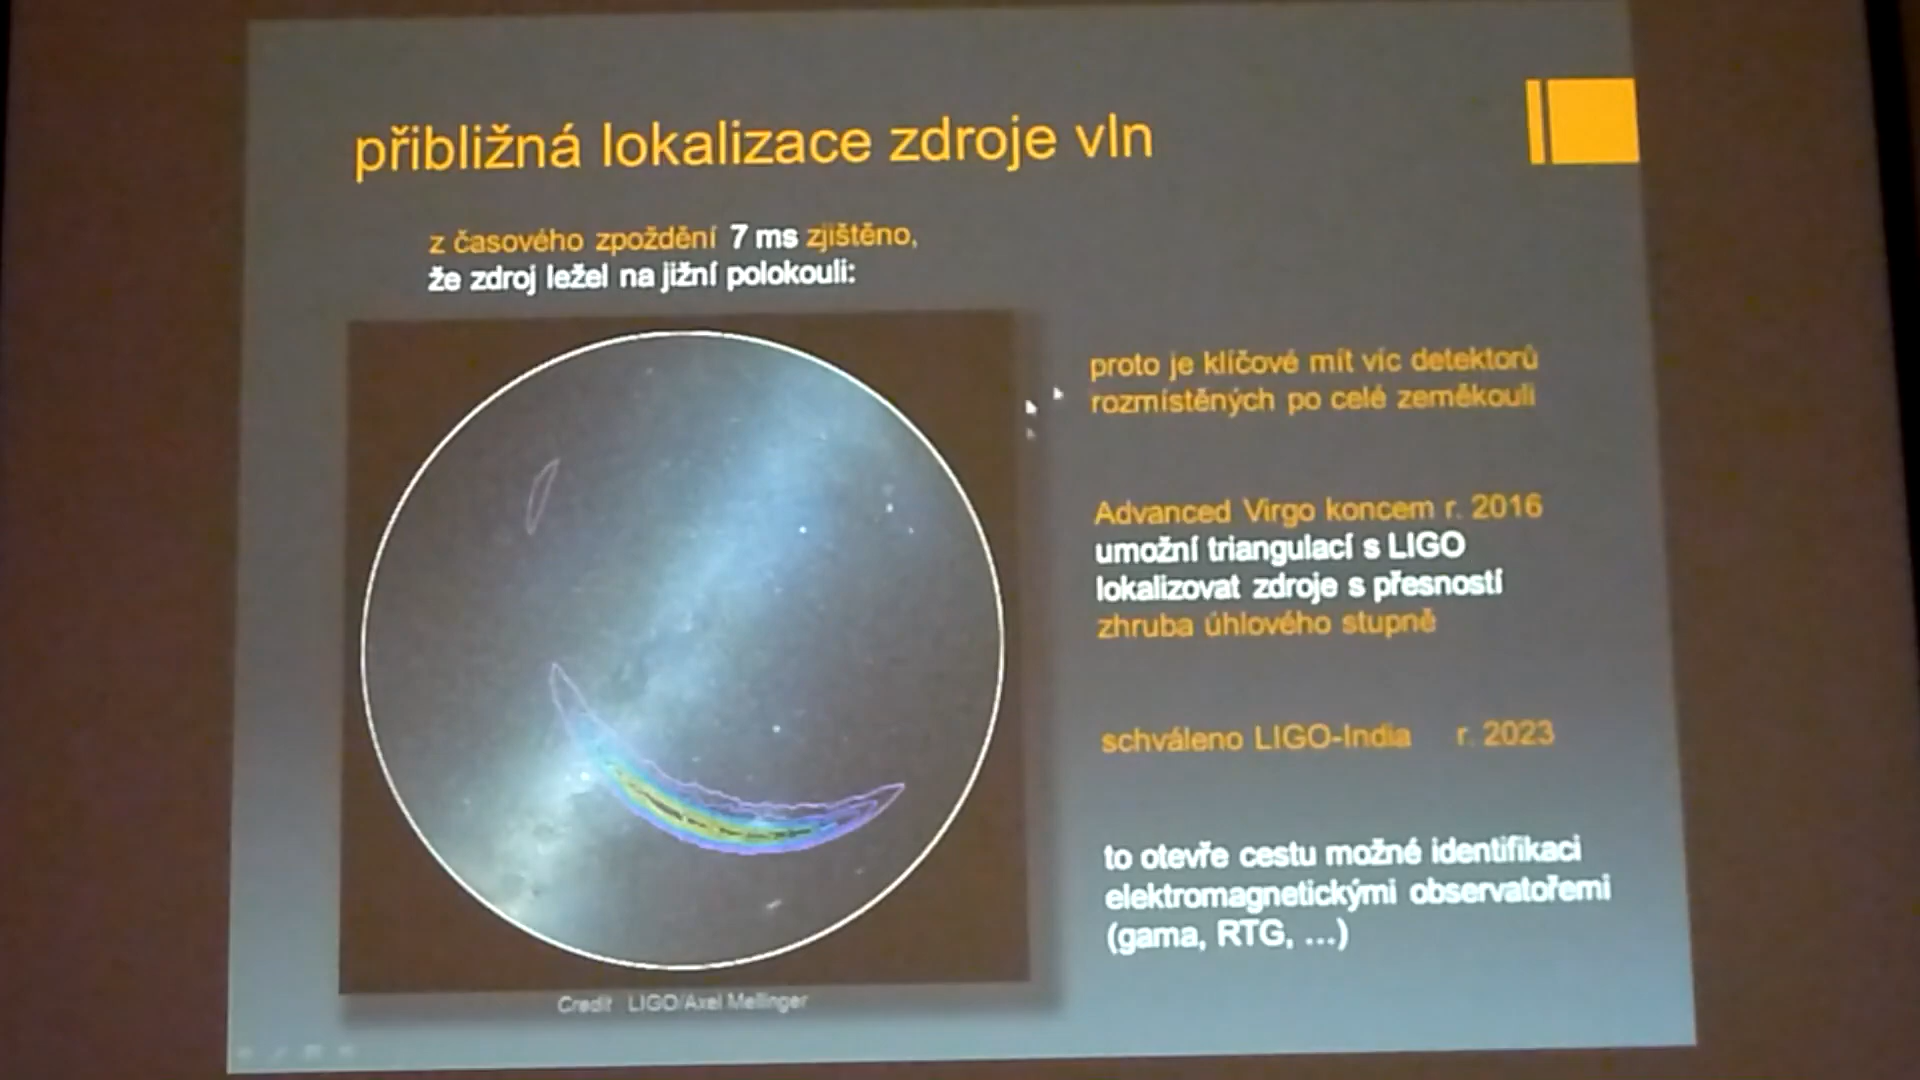 přibližná lokalizace zdroje vln
z časového zpoždění 7 ms zjištěno,
že zdroj ležel na jižní polokouli:
proto je klíčové mít víc detektorů
rozmístěných po celé zeměkouli
Advanced Virgo koncem r. 2016
umožní triangulací s LIGO
lokalizovat zdroje s přesností
zhruba úhlového stupně
schváleno LIGO-India r. 2023
to otevře cestu možné identifikaci
elektromagnetickými observatořemi
(gama, RTG, ...)
Credit LIGO/Axel Mellinger